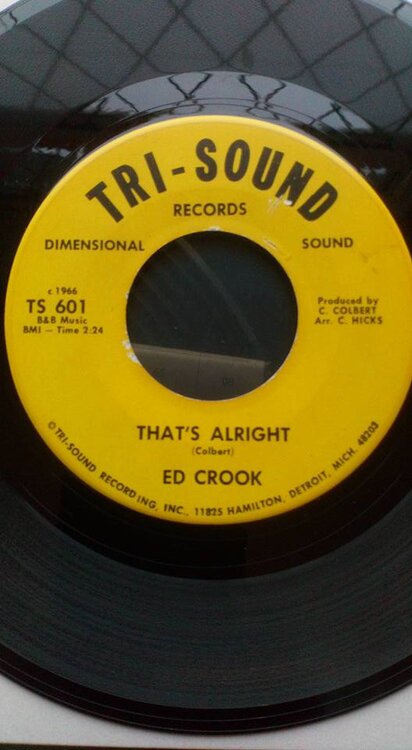 TRI-SOUND
RECORDS
DIMENSIONAL SOUND
c 1966
TS 601
B&B Music
BMI — Time 2:24
Produced by
C. COLBERT
Arr. C. HICKS
THAT'S ALRIGHT
(Colbert)
ED CROOK
©TRI-SOUND RECORDING, INC., 11825 HAMILTON, DETROIT, MICH. 48203